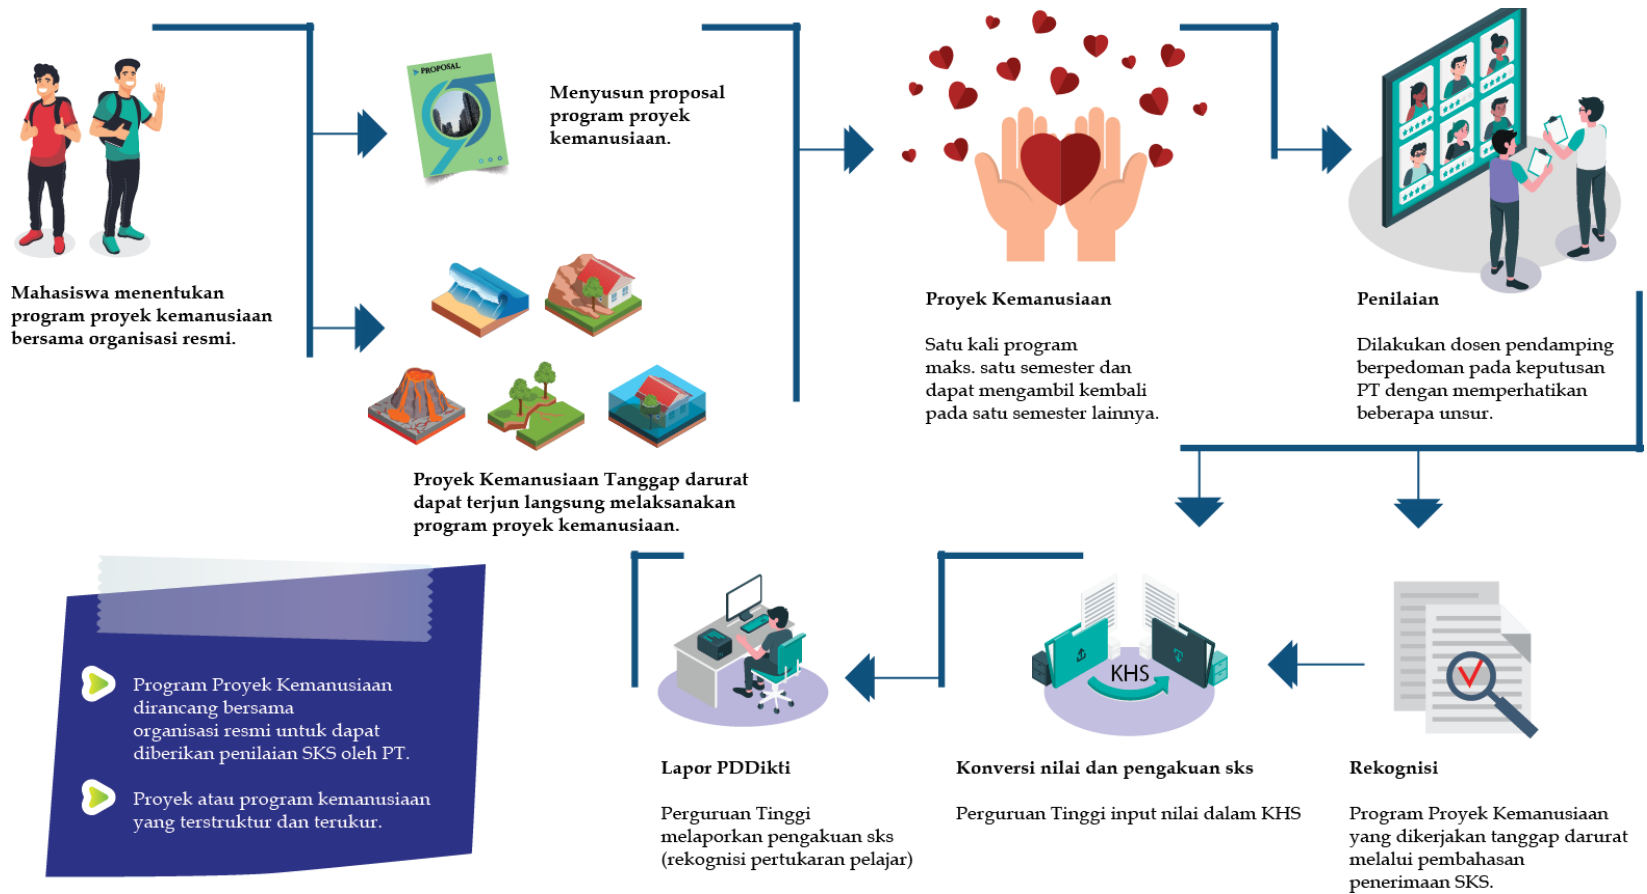 Mahasiswa menentukan
program proyek kemanusiaan
bersama organisasi resmi.
PROPOSAL
Menyusun proposal
program proyek
kemanusiaan.
Proyek Kemanusiaan Tanggap darurat
dapat terjun langsung melaksanakan
program proyek kemanusiaan.
Proyek Kemanusiaan
Satu kali program
maks. satu semester dan
dapat mengambil kembali
pada satu semester lainnya.
Penilaian
Dilakukan dosen pendamping
berpedoman pada keputusan
PT dengan memperhatikan
beberapa unsur.
Rekognisi
Program Proyek Kemanusiaan
yang dikerjakan tanggap darurat
melalui pembahasan
penerimaan SKS.
KHS
Konversi nilai dan pengakuan sks
Perguruan Tinggi input nilai dalam KHS
Lapor PDDikti
Perguruan Tinggi
melaporkan pengakuan sks
(rekognisi pertukaran pelajar)
Program Proyek Kemanusiaan
dirancang bersama
organisasi resmi untuk dapat
diberikan penilaian SKS oleh PT.
Proyek atau program kemanusiaan
yang terstruktur dan terukur.